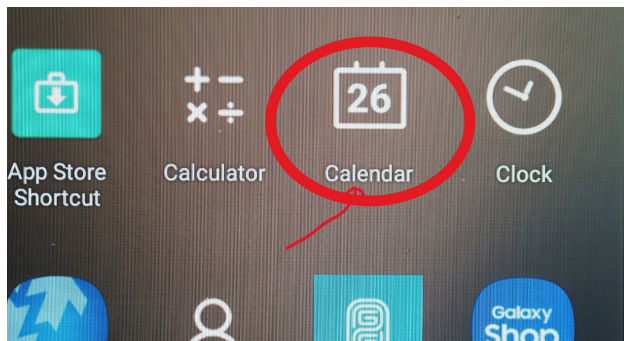 26
App Store
Shortcut
Calculator
Calendar
Clock
Galaxy
Shop